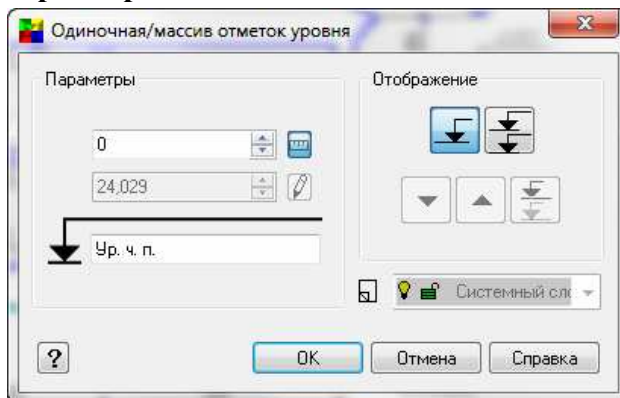 Одиночная/массив отметок уровня
Параметры
Отображение
0
24,029
Ур. ч. п.
Системный сло
?
OK
Отмена
Справка